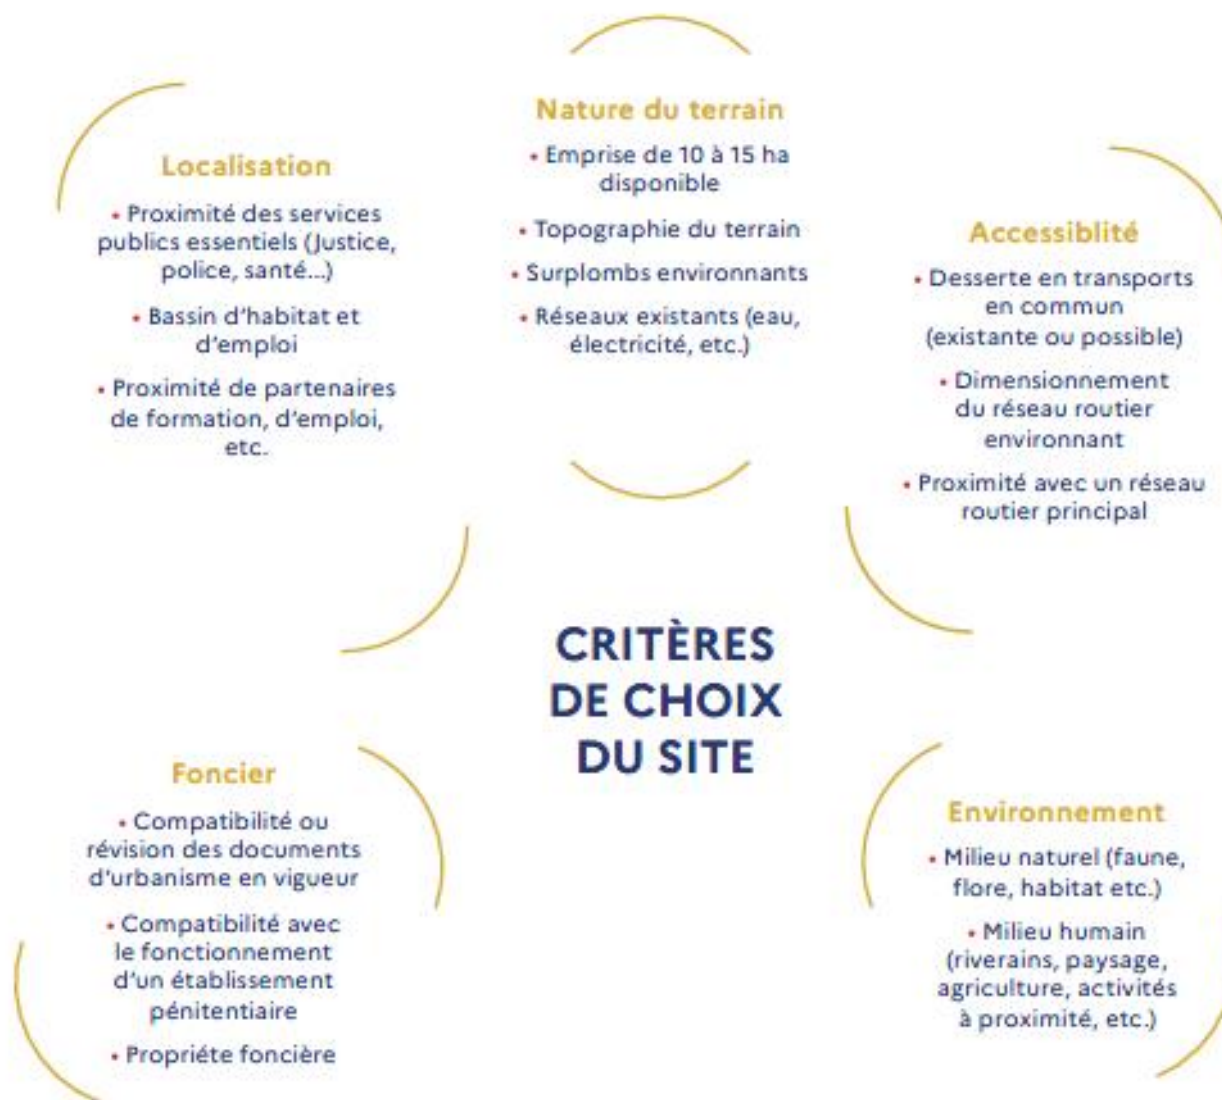 Nature du terrain
• Emprise de 10 à 15 ha
disponible
• Topographie du terrain
• Surplombs environnants
• Réseaux existants (eau,
électricité, etc.)
Localisation
• Proximité des services
publics essentiels (Justice,
police, santé...)
• Bassin d'habitat et
d'emploi
• Proximité de partenaires
de formation, d'emploi,
etc.
Accessiblité
• Desserte en transports
en commun
(existante ou possible)
• Dimensionnement
du réseau routier
environnant
• Proximité avec un réseau
routier principal
CRITÈRES
DE CHOIX
DU SITE
Foncier
• Compatibilité ou
révision des documents
d'urbanisme en vigueur
• Compatibilité avec
le fonctionnement
d'un établissement
pénitentiaire
• Propriéte foncière
Environnement
• Milieu naturel (faune,
flore, habitat etc.)
• Milieu humain
(riverains, paysage,
agriculture, activités
à proximité, etc.)